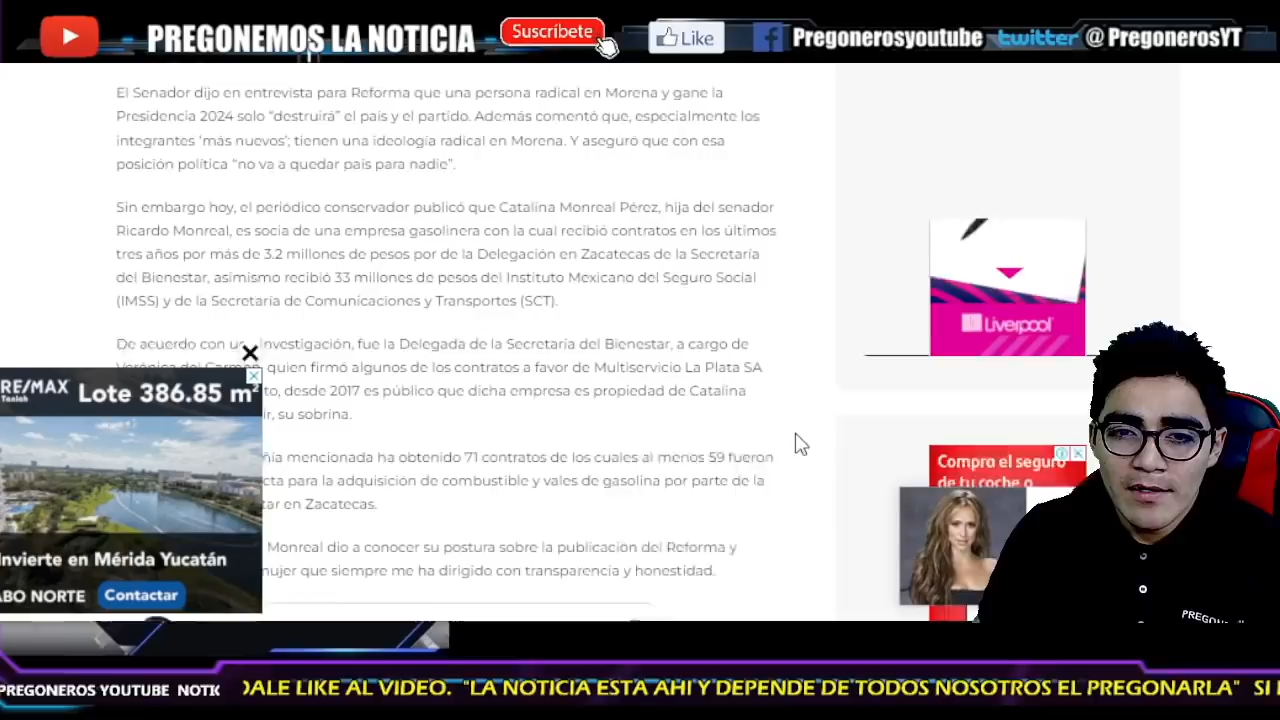 PREGONEMOS LA NOTICIA
Suscríbete
Like
Pregonerosyoutube
twitter @PregonerosYT
El Senador dijo en entrevista para Reforma que una persona radical en Morena y gane la
Presidencia 2024 solo “destruirá” el país y el partido. Además comentó que, especialmente los
integrantes ‘más nuevos’; tienen una ideología radical en Morena. Y aseguró que con esa
posición política “no va a quedar país para nadie”.
Sin embargo hoy, el periódico conservador publicó que Catalina Monreal Pérez, hija del senador
Ricardo Monreal, es socia de una empresa gasolinera con la cual recibió contratos en los últimos
tres años por más de 3.2 millones de pesos por de la Delegación en Zacatecas de la Secretaría
del Bienestar, asimismo recibió 33 millones de pesos del Instituto Mexicano del Seguro Social
(IMSS) y de la Secretaría de Comunicaciones y Transportes (SCT).
De acuerdo con investigación, fue la Delegada de la Secretaría del Bienestar, a cargo de
quien firmó algunos de los contratos a favor de Multiservicio La Plata SA
to, desde 2017 es público que dicha empresa es propiedad de Catalina
ir, su sobrina.
ñía mencionada ha obtenido 71 contratos de los cuales al menos 59 fueron
cta para la adquisición de combustible y vales de gasolina por parte de la
tar en Zacatecas.
Monreal dio a conocer su postura sobre la publicación del Reforma y
mujer que siempre me ha dirigido con transparencia y honestidad.
RE/MAX
Lote 386.85 m²
Invierte en Mérida Yucatán
ABO NORTE
Contactar
Liverpool
Compra el seguro
de tu coche o
PREGON
PREGONEROS YOUTUBE NOTIC
DALE LIKE AL VIDEO. "LA NOTICIA ESTA AHI Y DEPENDE DE TODOS NOSOTROS EL PREGONARLA" SI